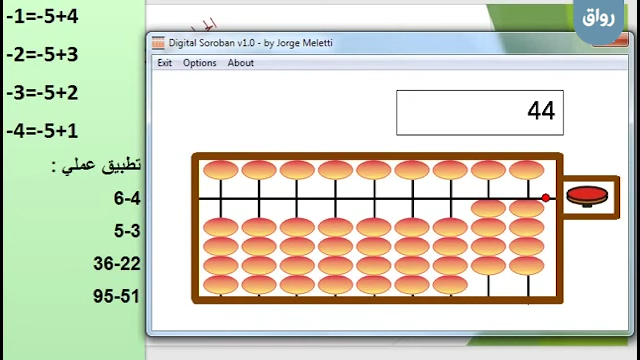 رواق
-1=-5+4
-2=-5+3
-3=-5+2
-4=-5+1
تطبيق عملي :
6-4
5-3
36-22
95-51
Digital Soroban v1.0 - by Jorge Meletti
Exit Options About
44